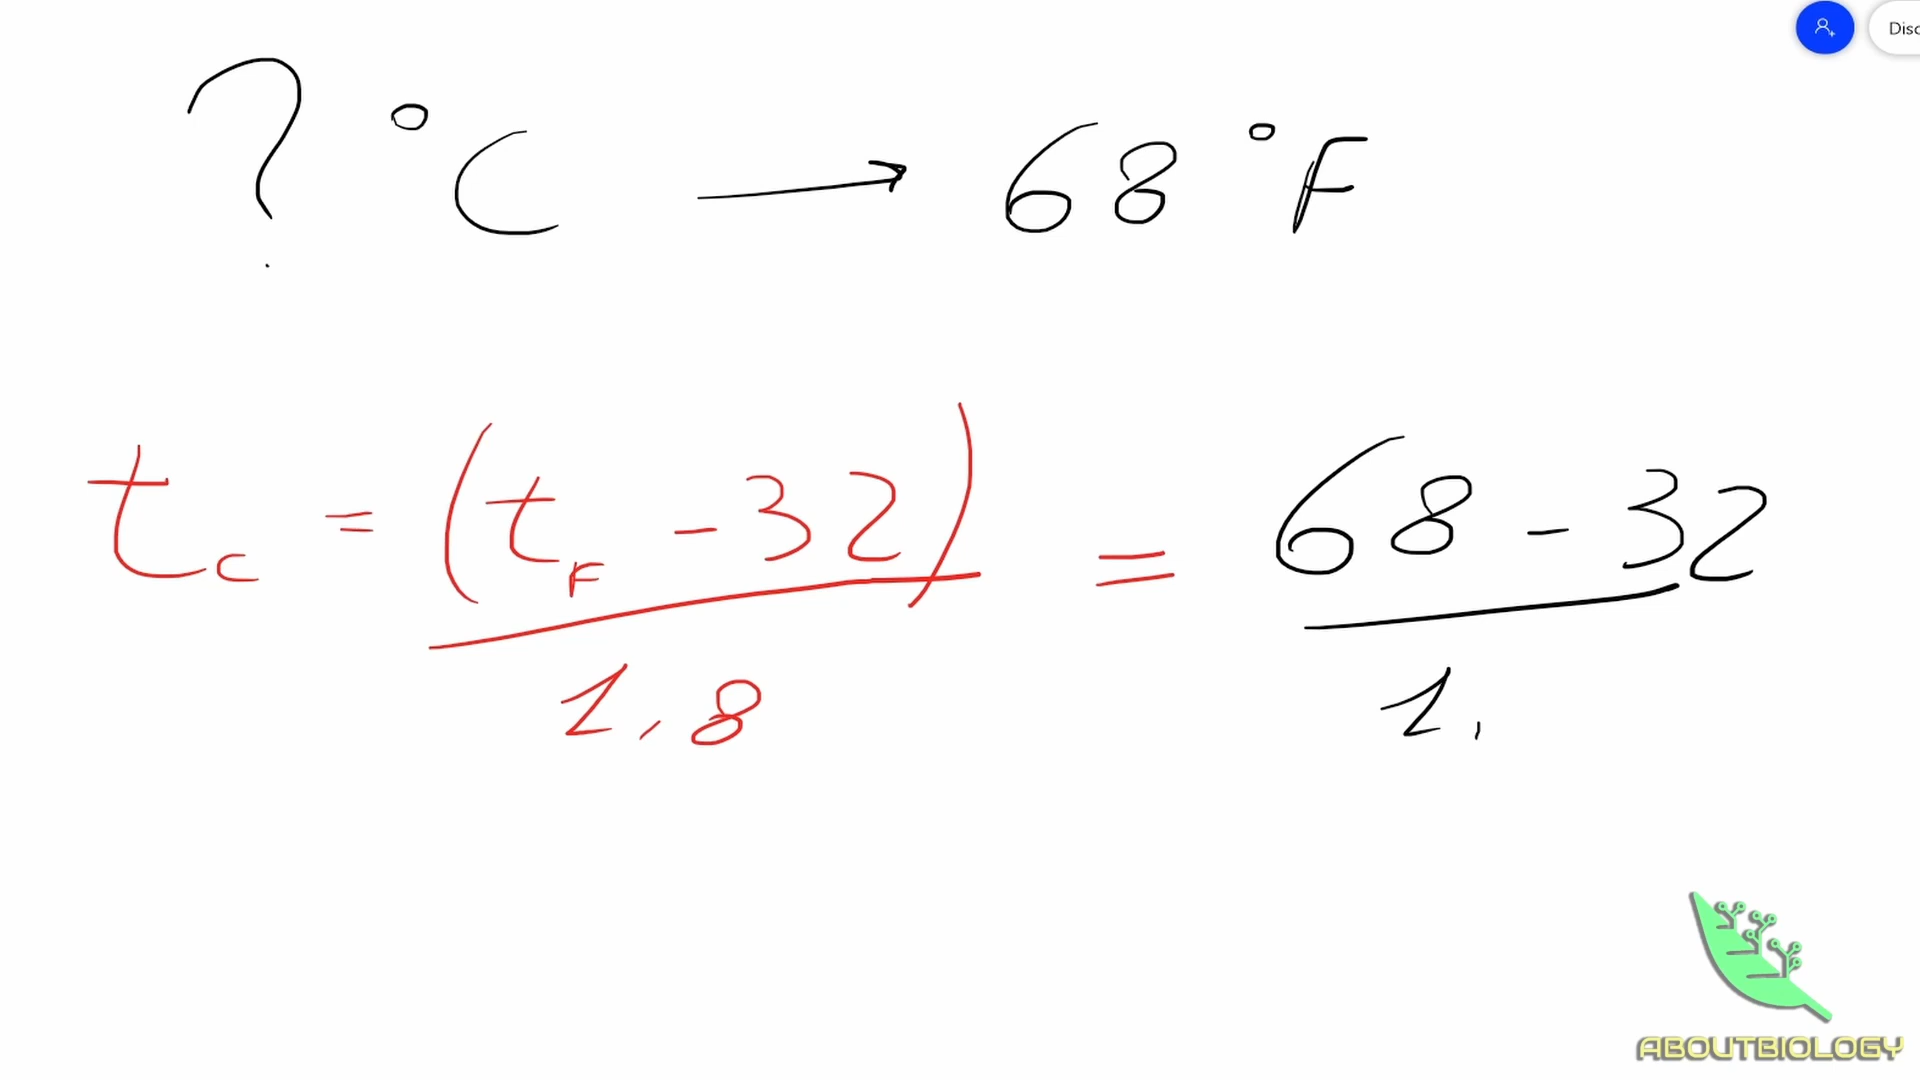 Disc
? °C → 68 °F
t_C = (t_F - 32) / 1,8 = 68 - 32 / 1,
ABOUTBIOLOGY